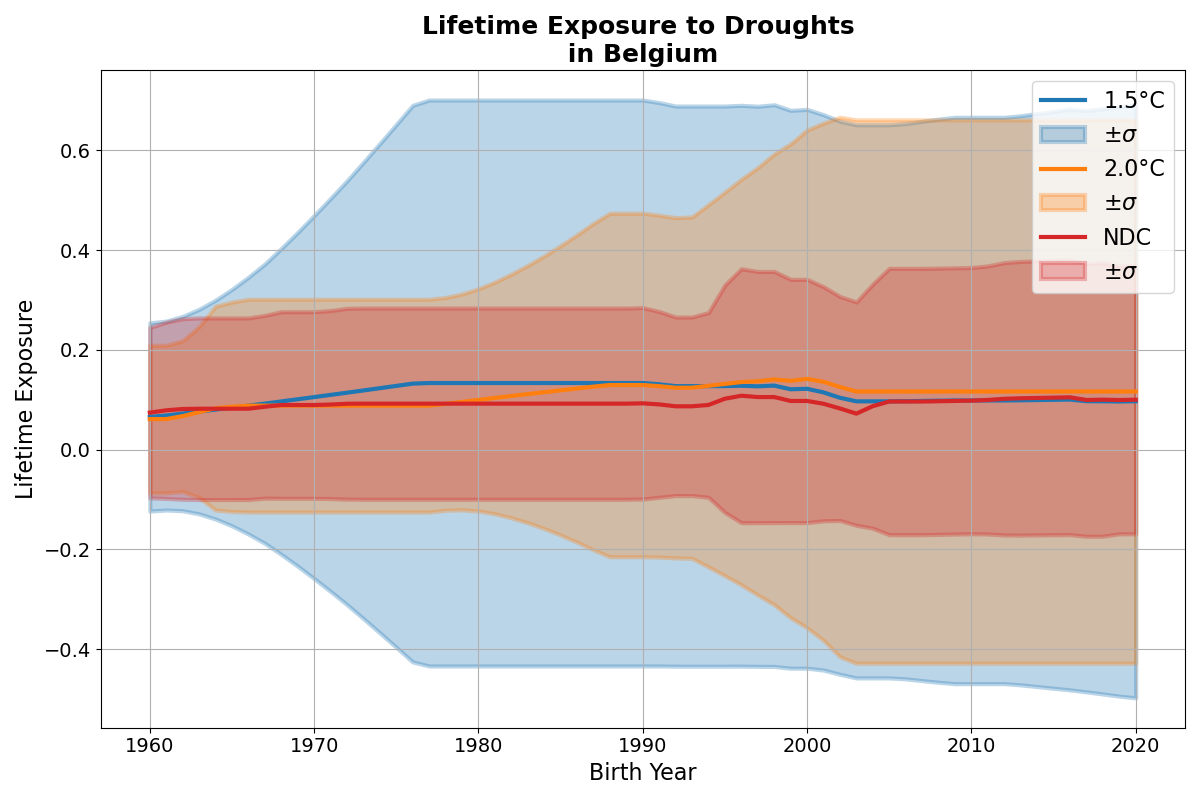 Lifetime Exposure to Droughts
in Belgium
1.5°C
±σ
2.0°C
±σ
NDC
±σ
Lifetime Exposure
0.6
0.4
0.2
0.0
−0.2
−0.4
1960 1970 1980 1990 2000 2010 2020
Birth Year